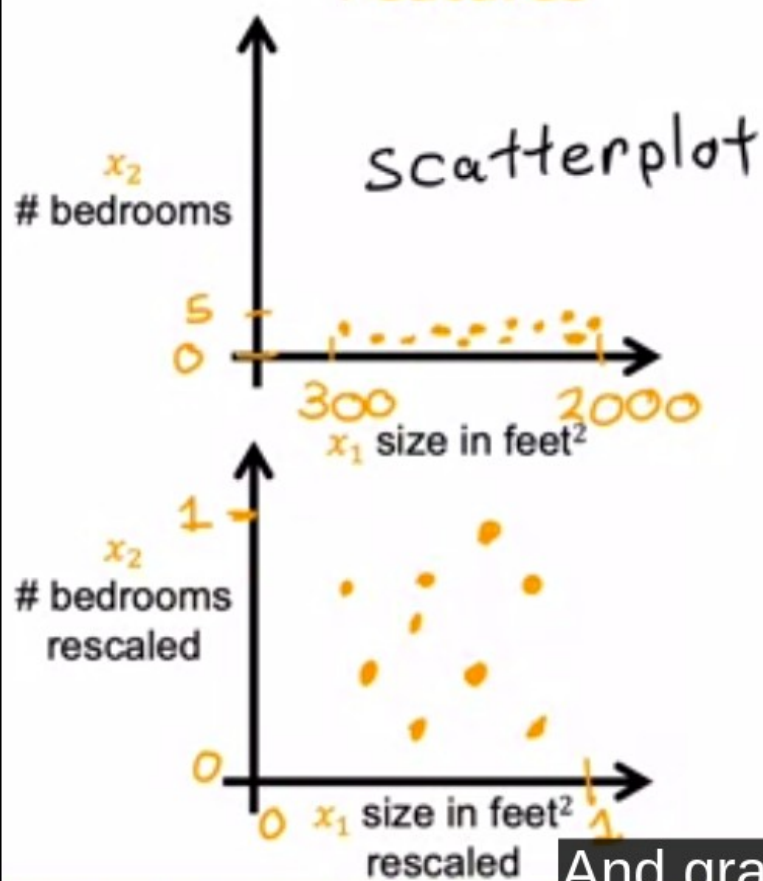 scatterplot
x₂
# bedrooms
5
0
300 2000
x₁ size in feet²
1
x₂
# bedrooms
rescaled
0
0 x₁ size in feet² 1
rescaled
And gra